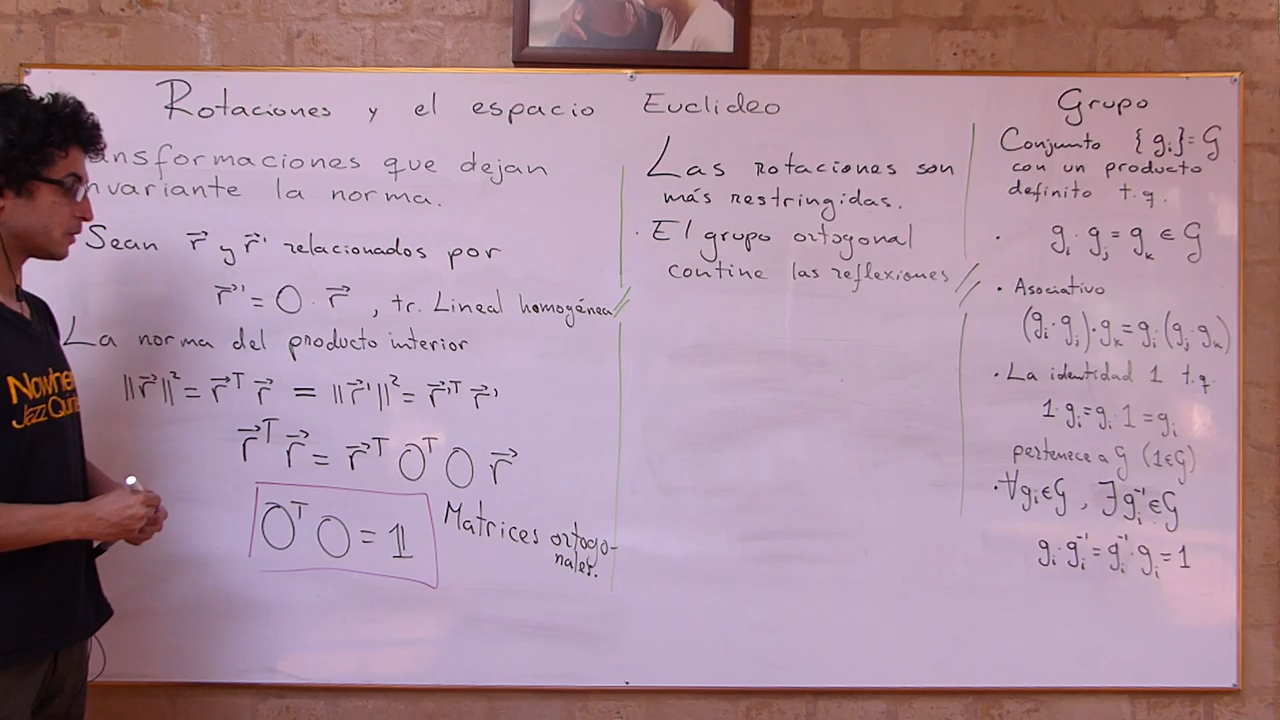 Rotaciones y el espacio Euclideo
ansformaciones que dejan
nvariante la norma.
Sean r⃗ y r⃗' relacionados por
r⃗' = O · r⃗ , tr. Lineal homogénea //
La norma del producto interior
||r⃗||² = r⃗ᵀ r⃗ = ||r⃗'||² = r⃗'ᵀ r⃗'
r⃗ᵀ r⃗ = r⃗ᵀ Oᵀ O r⃗
Oᵀ O = 𝟙 Matrices ortogo-
nales.
Las rotaciones son
más restringidas.
· El grupo ortogonal
contine las reflexiones //
Grupo
Conjunto {gᵢ} = G
con un producto
definito t.q.
· gᵢ · gⱼ = gₖ ∈ G
· Asociativo
(gᵢ · gⱼ) · gₖ = gᵢ (gⱼ · gₖ)
· La identidad 1 t.q.
1 · gᵢ = gᵢ · 1 = gᵢ
pertenece a G (1∈G)
· ∀gᵢ∈G , ∃gᵢ⁻¹∈G
gᵢ · gᵢ⁻¹ = gᵢ⁻¹ · gᵢ = 1
Nowhe
Jazz Quin